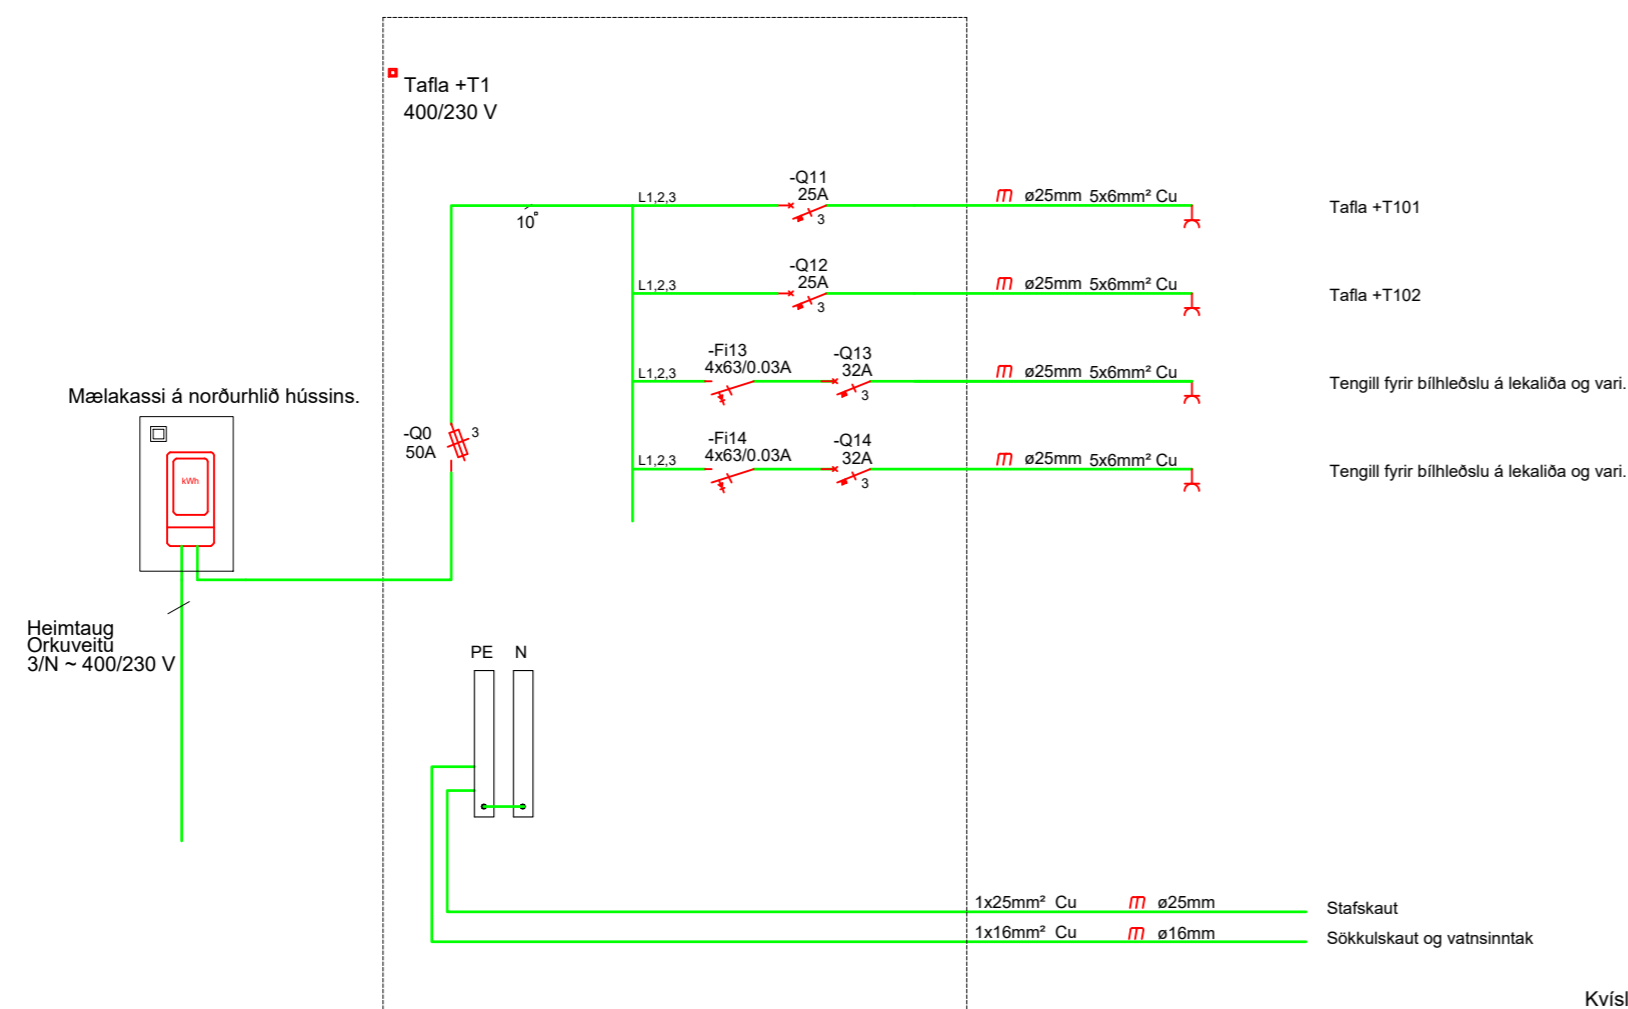 Tafla +T1
400/230 V
-Q11
25A
3
L1,2,3
10°
ø25mm 5x6mm² Cu
Tafla +T101
-Q12
25A
3
L1,2,3
ø25mm 5x6mm² Cu
Tafla +T102
-Fi13
4x63/0.03A
-Q13
32A
3
L1,2,3
ø25mm 5x6mm² Cu
Tengill fyrir bílhleðslu á lekaliða og vari.
Mælakassi á norðurhlið hússins.
kWh
-Q0
50A
3
-Fi14
4x63/0.03A
-Q14
32A
3
L1,2,3
ø25mm 5x6mm² Cu
Tengill fyrir bílhleðslu á lekaliða og vari.
Heimtaug
Orkuveitu
3/N ~ 400/230 V
PE N
1x25mm² Cu ø25mm
Stafskaut
1x16mm² Cu ø16mm
Sökkulskaut og vatnsinntak
Kvísl